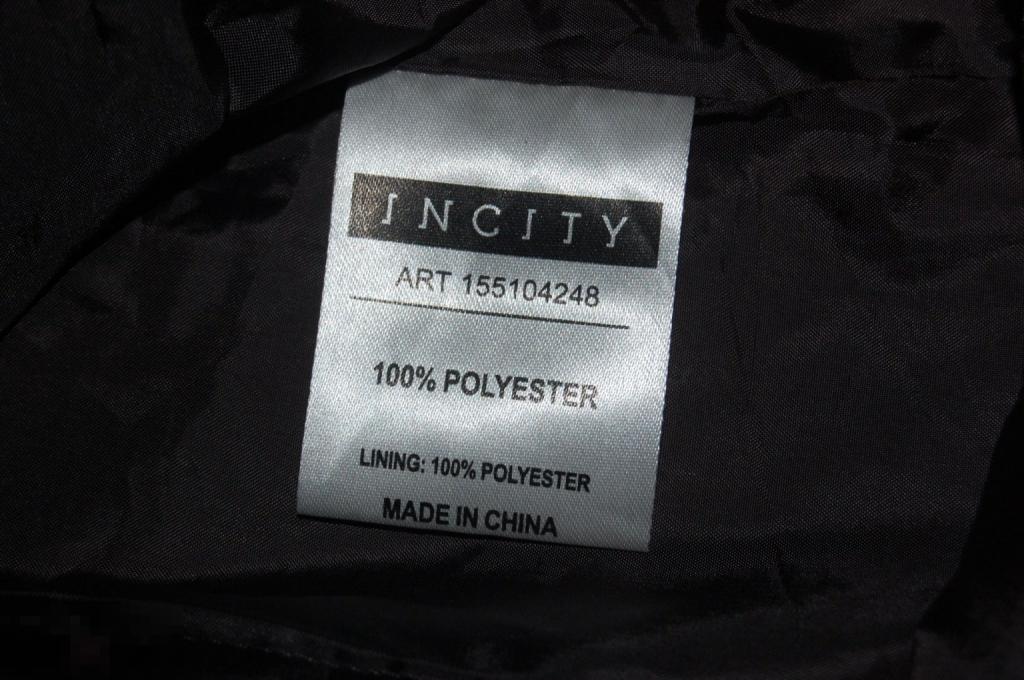 INCITY
ART 155104248
100% POLYESTER
LINING: 100% POLYESTER
MADE IN CHINA